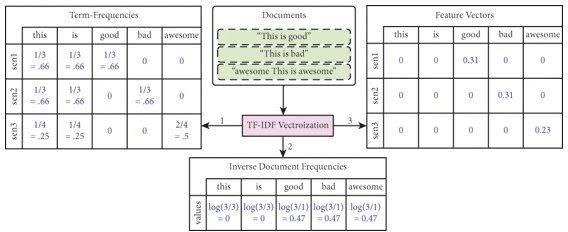 Term-Frequencies
this is good bad awesome
sen1 1/3 = .66 1/3 = .66 1/3 = .66 0 0
sen2 1/3 = .66 1/3 = .66 0 1/3 = .66 0
sen3 1/4 = .25 1/4 = .25 0 0 2/4 = .5
Documents
“This is good”
“This is bad”
“awesome This is awesome”
1 TF-IDF Vectroization 3
2
Feature Vectors
this is good bad awesome
sen1 0 0 0.31 0 0
sen2 0 0 0 0.31 0
sen3 0 0 0 0 0.23
Inverse Document Frequencies
this is good bad awesome
values log(3/3) = 0 log(3/3) = 0 log(3/1) = 0.47 log(3/1) = 0.47 log(3/1) = 0.47